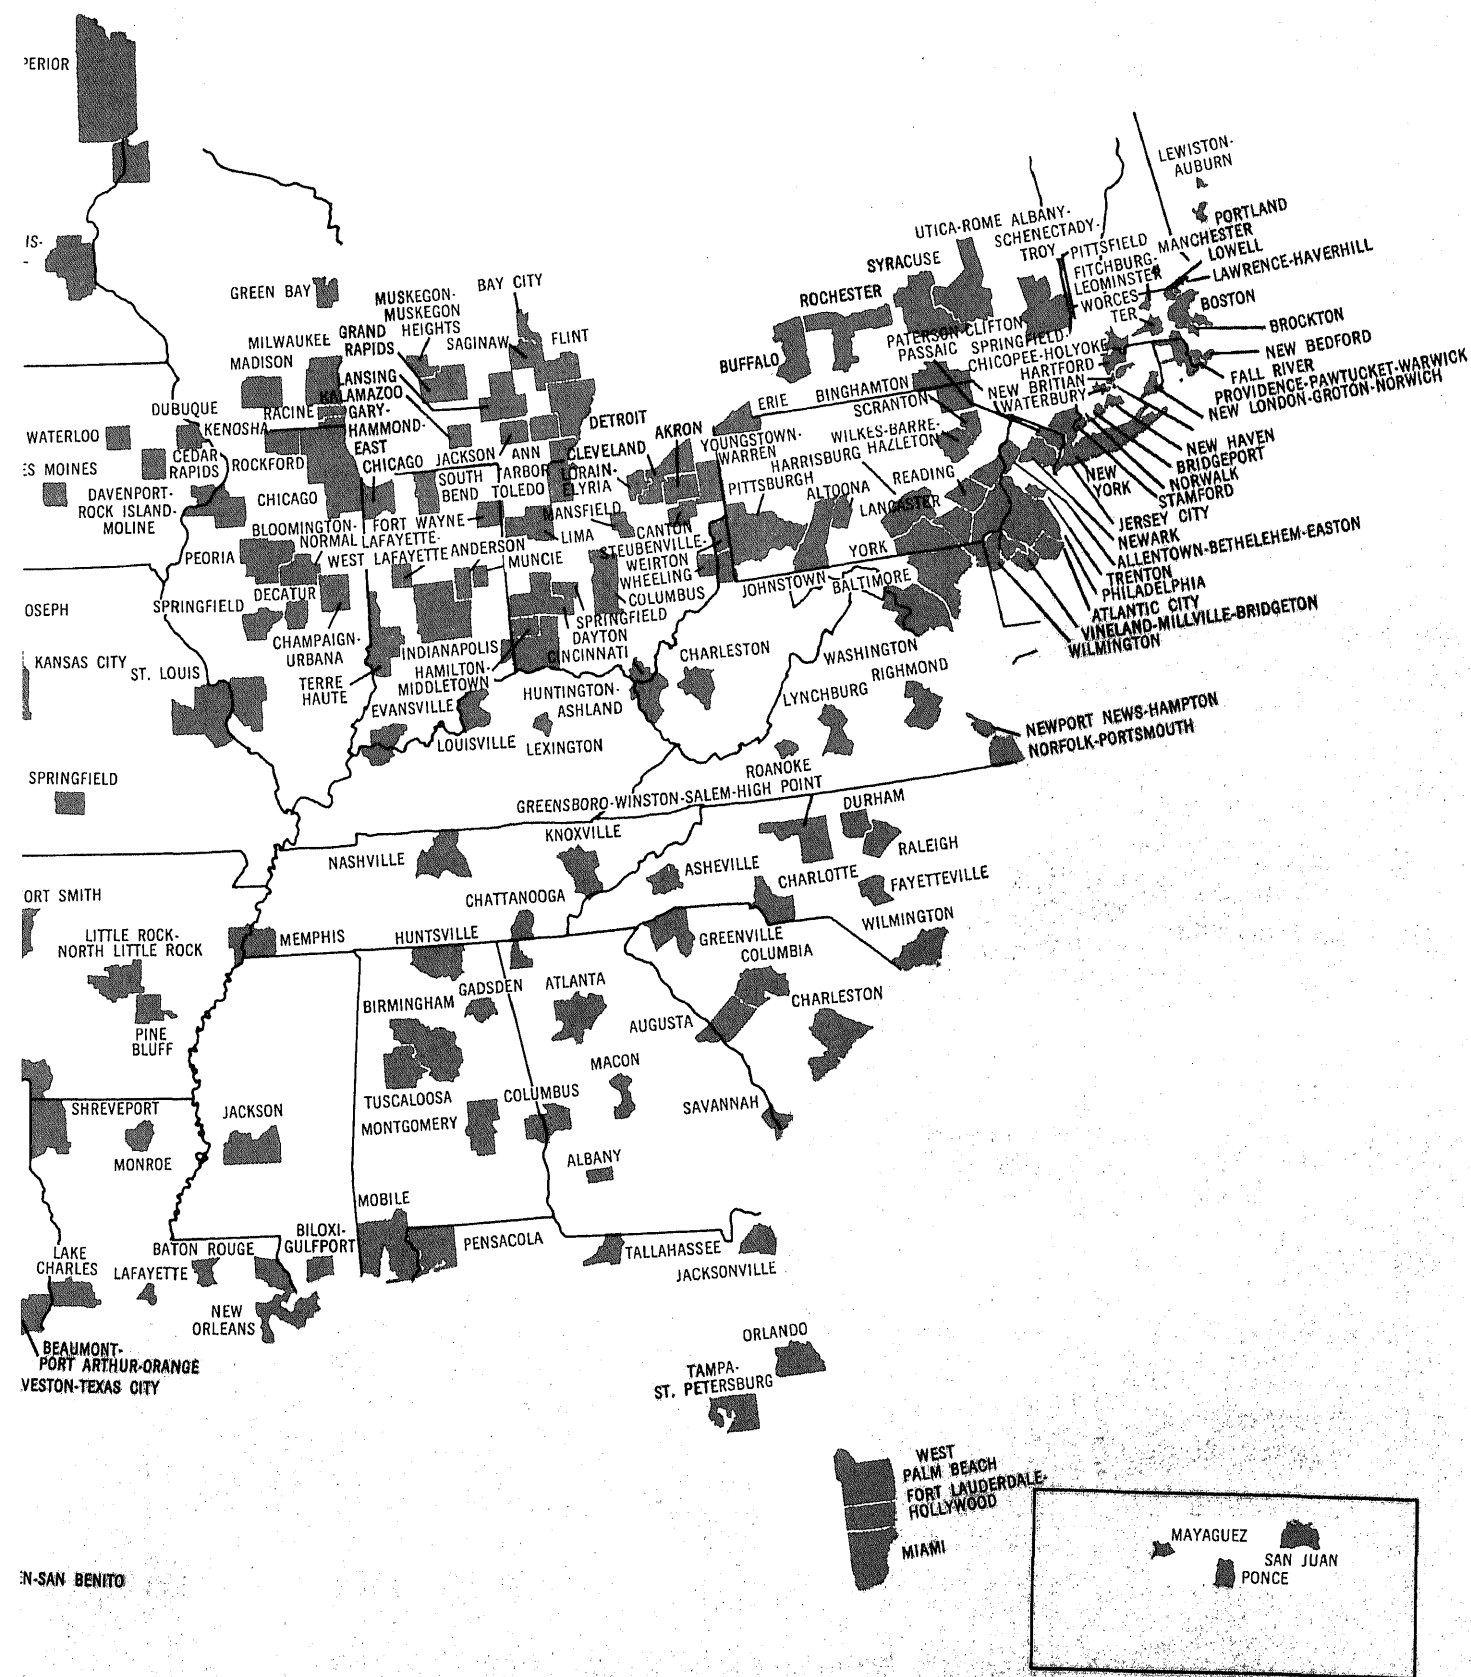 PERIOR
LEWISTON-
AUBURN
PORTLAND
IS-
UTICA-ROME
ALBANY-
SCHENECTADY-
TROY
PITTSFIELD
MANCHESTER
LOWELL
LAWRENCE-HAVERHILL
FITCHBURG-
LEOMINSTER
WORCES
TER
BOSTON
BROCKTON
NEW BEDFORD
FALL RIVER
PROVIDENCE-PAWTUCKET-WARWICK
NEW LONDON-GROTON-NORWICH
SYRACUSE
ROCHESTER
BUFFALO
PATERSON-CLIFTON
PASSAIC
SPRINGFIELD-
CHICOPEE-HOLYOKE
HARTFORD
NEW BRITIAN
WATERBURY
BINGHAMTON
SCRANTON
WILKES-BARRE-
HAZLETON
ERIE
NEW HAVEN
BRIDGEPORT
NORWALK
STAMFORD
NEW
YORK
JERSEY CITY
NEWARK
ALLENTOWN-BETHELEHEM-EASTON
TRENTON
PHILADELPHIA
ATLANTIC CITY
VINELAND-MILLVILLE-BRIDGETON
WILMINGTON
GREEN BAY
MUSKEGON-
MUSKEGON
HEIGHTS
BAY CITY
MILWAUKEE
GRAND
RAPIDS
SAGINAW
FLINT
MADISON
LANSING
KALAMAZOO
DUBUQUE
RACINE
GARY-
HAMMOND-
EAST
CHICAGO
KENOSHA
DETROIT
WATERLOO
CEDAR
RAPIDS
ROCKFORD
JACKSON
ANN
ARBOR
CLEVELAND
AKRON
LORAIN-
ELYRIA
YOUNGSTOWN-
WARREN
HARRISBURG
READING
PITTSBURGH
ALTOONA
LANCASTER
ES MOINES
DAVENPORT-
ROCK ISLAND-
MOLINE
CHICAGO
SOUTH
BEND
TOLEDO
BLOOMINGTON-
NORMAL
FORT WAYNE
MANSFIELD
LIMA
CANTON
STEUBENVILLE-
WEIRTON
WHEELING
YORK
JOHNSTOWN
BALTIMORE
PEORIA
LAFAYETTE-
WEST LAFAYETTE
ANDERSON
MUNCIE
COLUMBUS
DECATUR
SPRINGFIELD
SPRINGFIELD
DAYTON
CINCINNATI
OSEPH
CHAMPAIGN-
URBANA
INDIANAPOLIS
HAMILTON-
MIDDLETOWN
CHARLESTON
WASHINGTON
KANSAS CITY
ST. LOUIS
TERRE
HAUTE
EVANSVILLE
HUNTINGTON-
ASHLAND
LYNCHBURG
RICHMOND
LOUISVILLE
LEXINGTON
NEWPORT NEWS-HAMPTON
NORFOLK-PORTSMOUTH
SPRINGFIELD
ROANOKE
GREENSBORO-WINSTON-SALEM-HIGH POINT
DURHAM
RALEIGH
NASHVILLE
KNOXVILLE
ASHEVILLE
CHARLOTTE
FAYETTEVILLE
ORT SMITH
CHATTANOOGA
WILMINGTON
LITTLE ROCK-
NORTH LITTLE ROCK
MEMPHIS
HUNTSVILLE
GREENVILLE
COLUMBIA
GADSDEN
ATLANTA
CHARLESTON
BIRMINGHAM
AUGUSTA
PINE
BLUFF
MACON
TUSCALOOSA
COLUMBUS
SAVANNAH
SHREVEPORT
JACKSON
MONTGOMERY
MONROE
ALBANY
MOBILE
LAKE
CHARLES
BATON ROUGE
BILOXI-
GULFPORT
PENSACOLA
TALLAHASSEE
LAFAYETTE
JACKSONVILLE
NEW
ORLEANS
BEAUMONT-
PORT ARTHUR-ORANGE
VESTON-TEXAS CITY
ORLANDO
TAMPA-
ST. PETERSBURG
WEST
PALM BEACH
FORT LAUDERDALE-
HOLLYWOOD
MIAMI
MAYAGUEZ
SAN JUAN
PONCE
EN-SAN BENITO